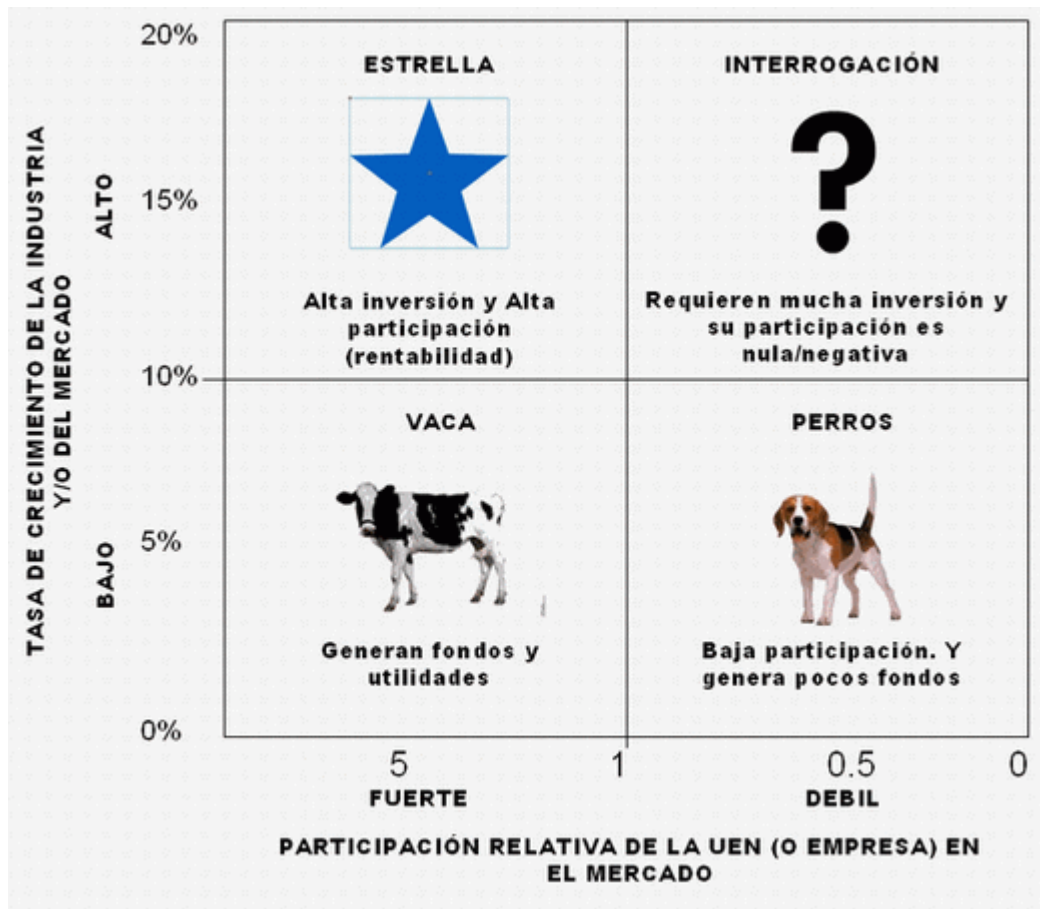 20%
ESTRELLA
INTERROGACIÓN
TASA DE CRECIMIENTO DE LA INDUSTRIA
Y/O DEL MERCADO
ALTO
15%
Alta inversión y Alta
participación
(rentabilidad)
Requieren mucha inversión y
su participación es
nula/negativa
10%
VACA
PERROS
BAJO
5%
Generan fondos y
utilidades
Baja participación. Y
genera pocos fondos
0%
5
1
0.5
0
FUERTE
DEBIL
PARTICIPACIÓN RELATIVA DE LA UEN (O EMPRESA) EN
EL MERCADO